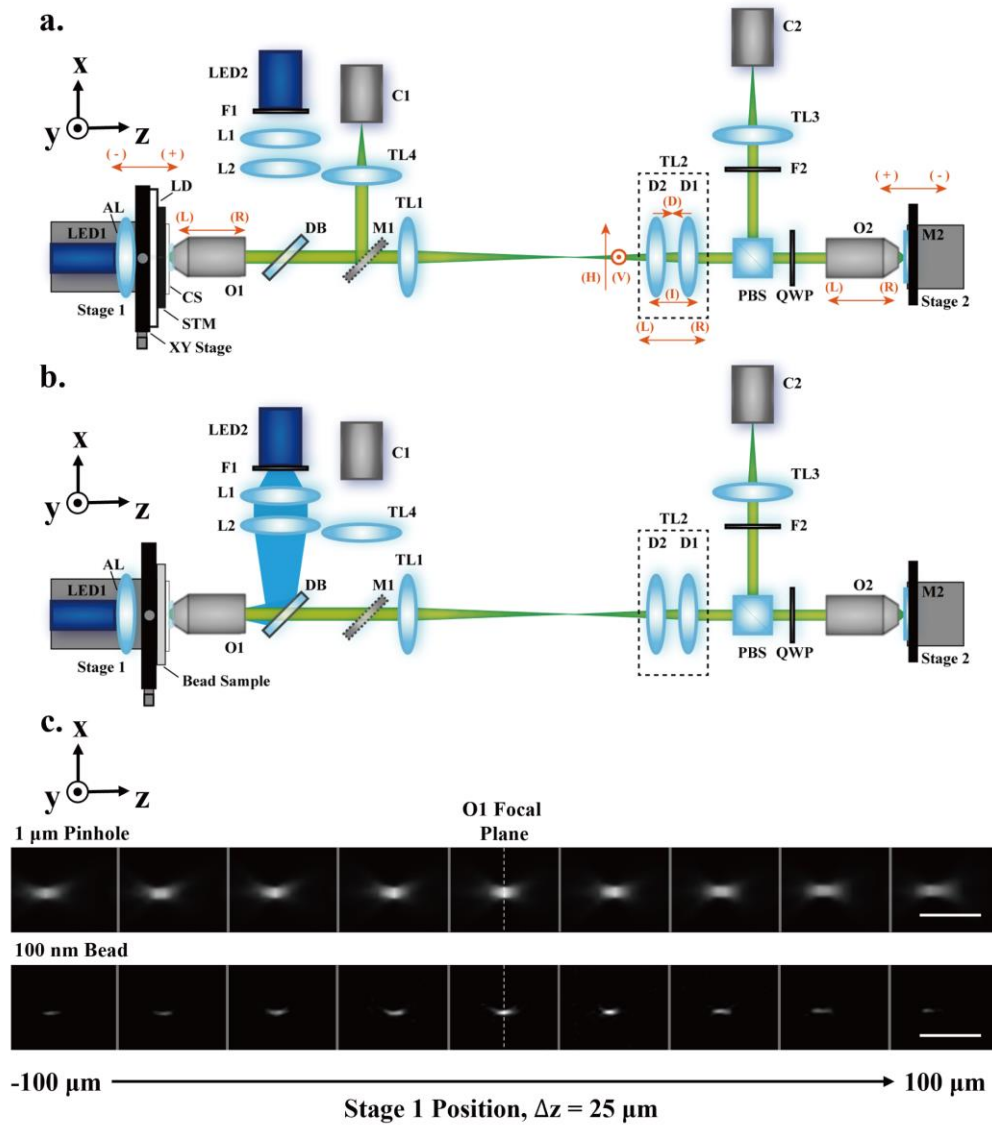 a.
x
y
z
LED2
F1
L1
L2
C1
TL4
C2
TL3
F2
( - )
( + )
LD
AL
(L)
(R)
LED1
DB
M1
TL1
TL2
D2
D1
(D)
(H)
(V)
(I)
(L)
(R)
( + )
( - )
O2
M2
(L)
(R)
O1
CS
STM
Stage 1
XY Stage
PBS
QWP
Stage 2
b.
x
y
z
LED2
F1
L1
L2
C1
TL4
C2
TL3
F2
AL
LED1
DB
M1
TL1
TL2
D2
D1
O2
M2
O1
Stage 1
Bead Sample
PBS
QWP
Stage 2
c.
x
y
z
O1 Focal
Plane
1 μm Pinhole
100 nm Bead
-100 μm
100 μm
Stage 1 Position, Δz = 25 μm